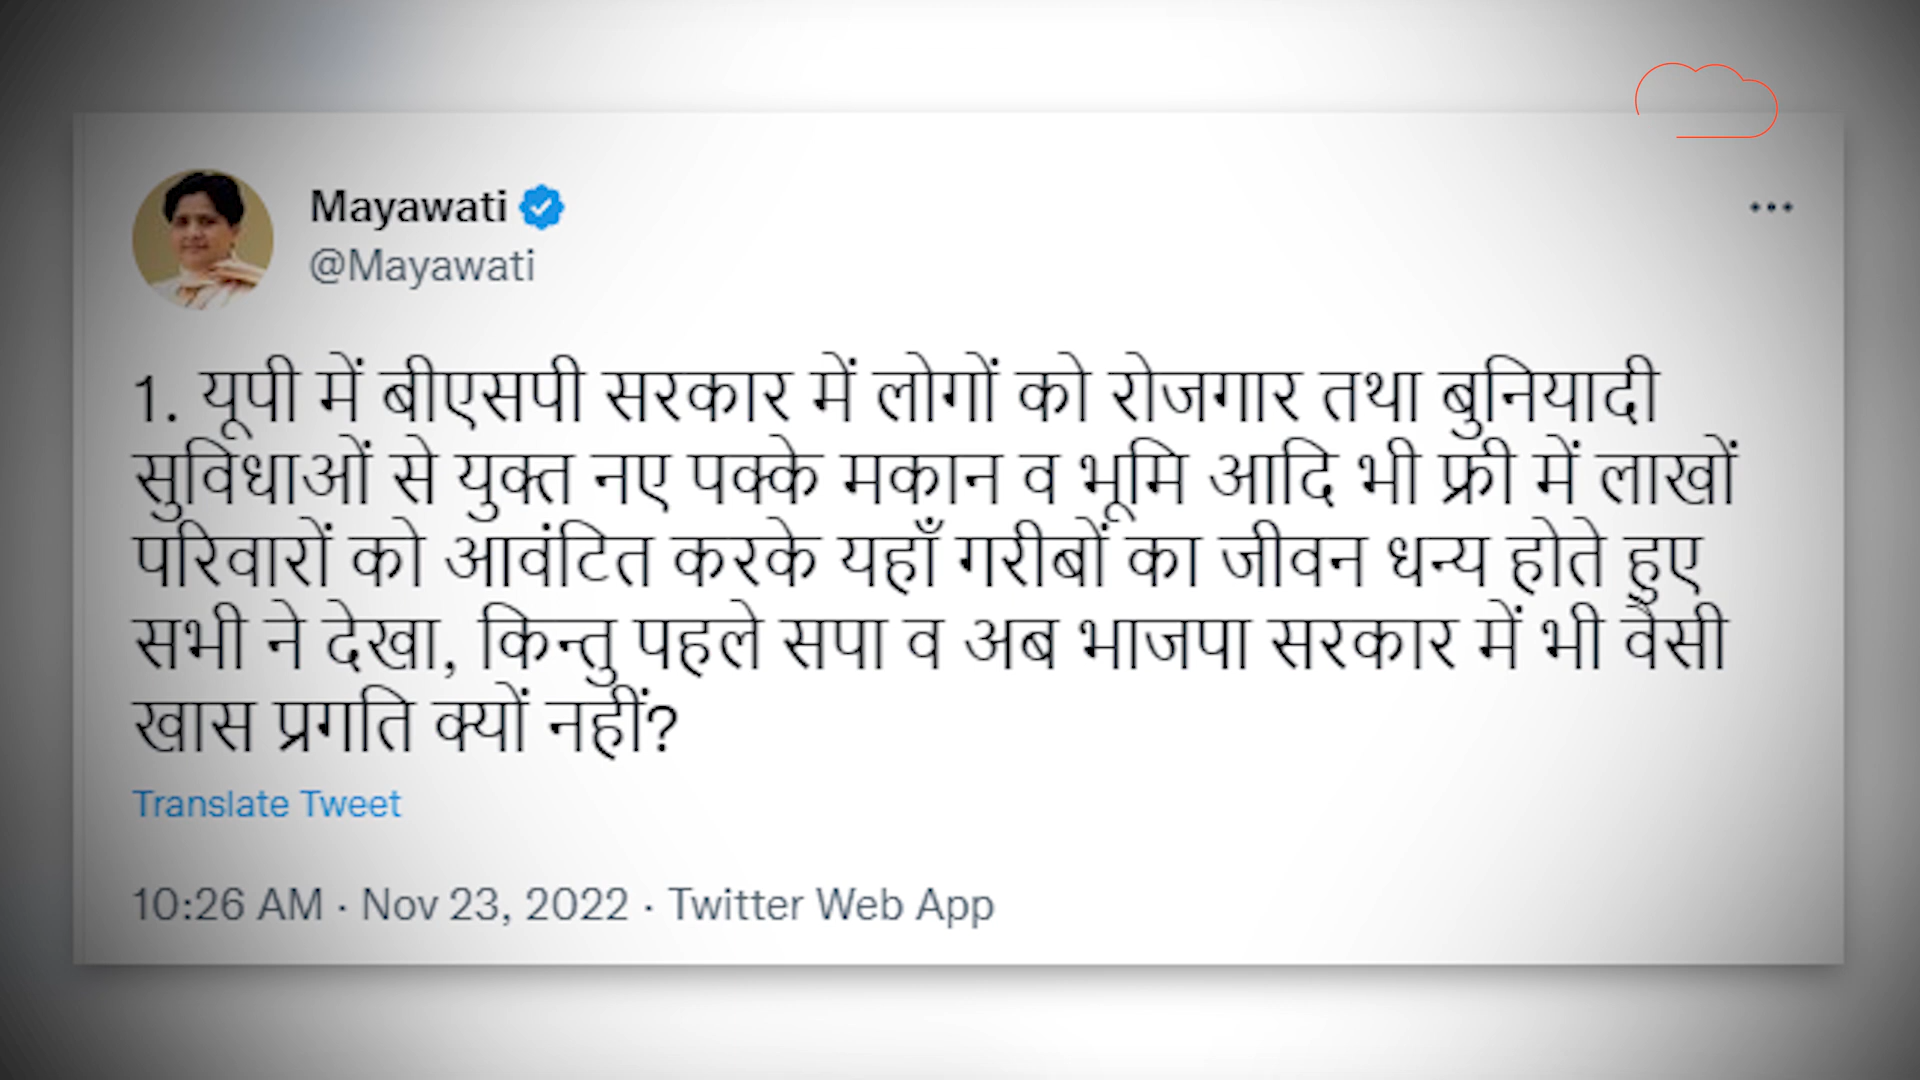 Mayawati
@Mayawati
1. यूपी में बीएसपी सरकार में लोगों को रोजगार तथा बुनियादी
सुविधाओं से युक्त नए पक्के मकान व भूमि आदि भी फ्री में लाखों
परिवारों को आवंटित करके यहाँ गरीबों का जीवन धन्य होते हुए
सभी ने देखा, किन्तु पहले सपा व अब भाजपा सरकार में भी वैसी
खास प्रगति क्यों नहीं?
Translate Tweet
10:26 AM · Nov 23, 2022 · Twitter Web App